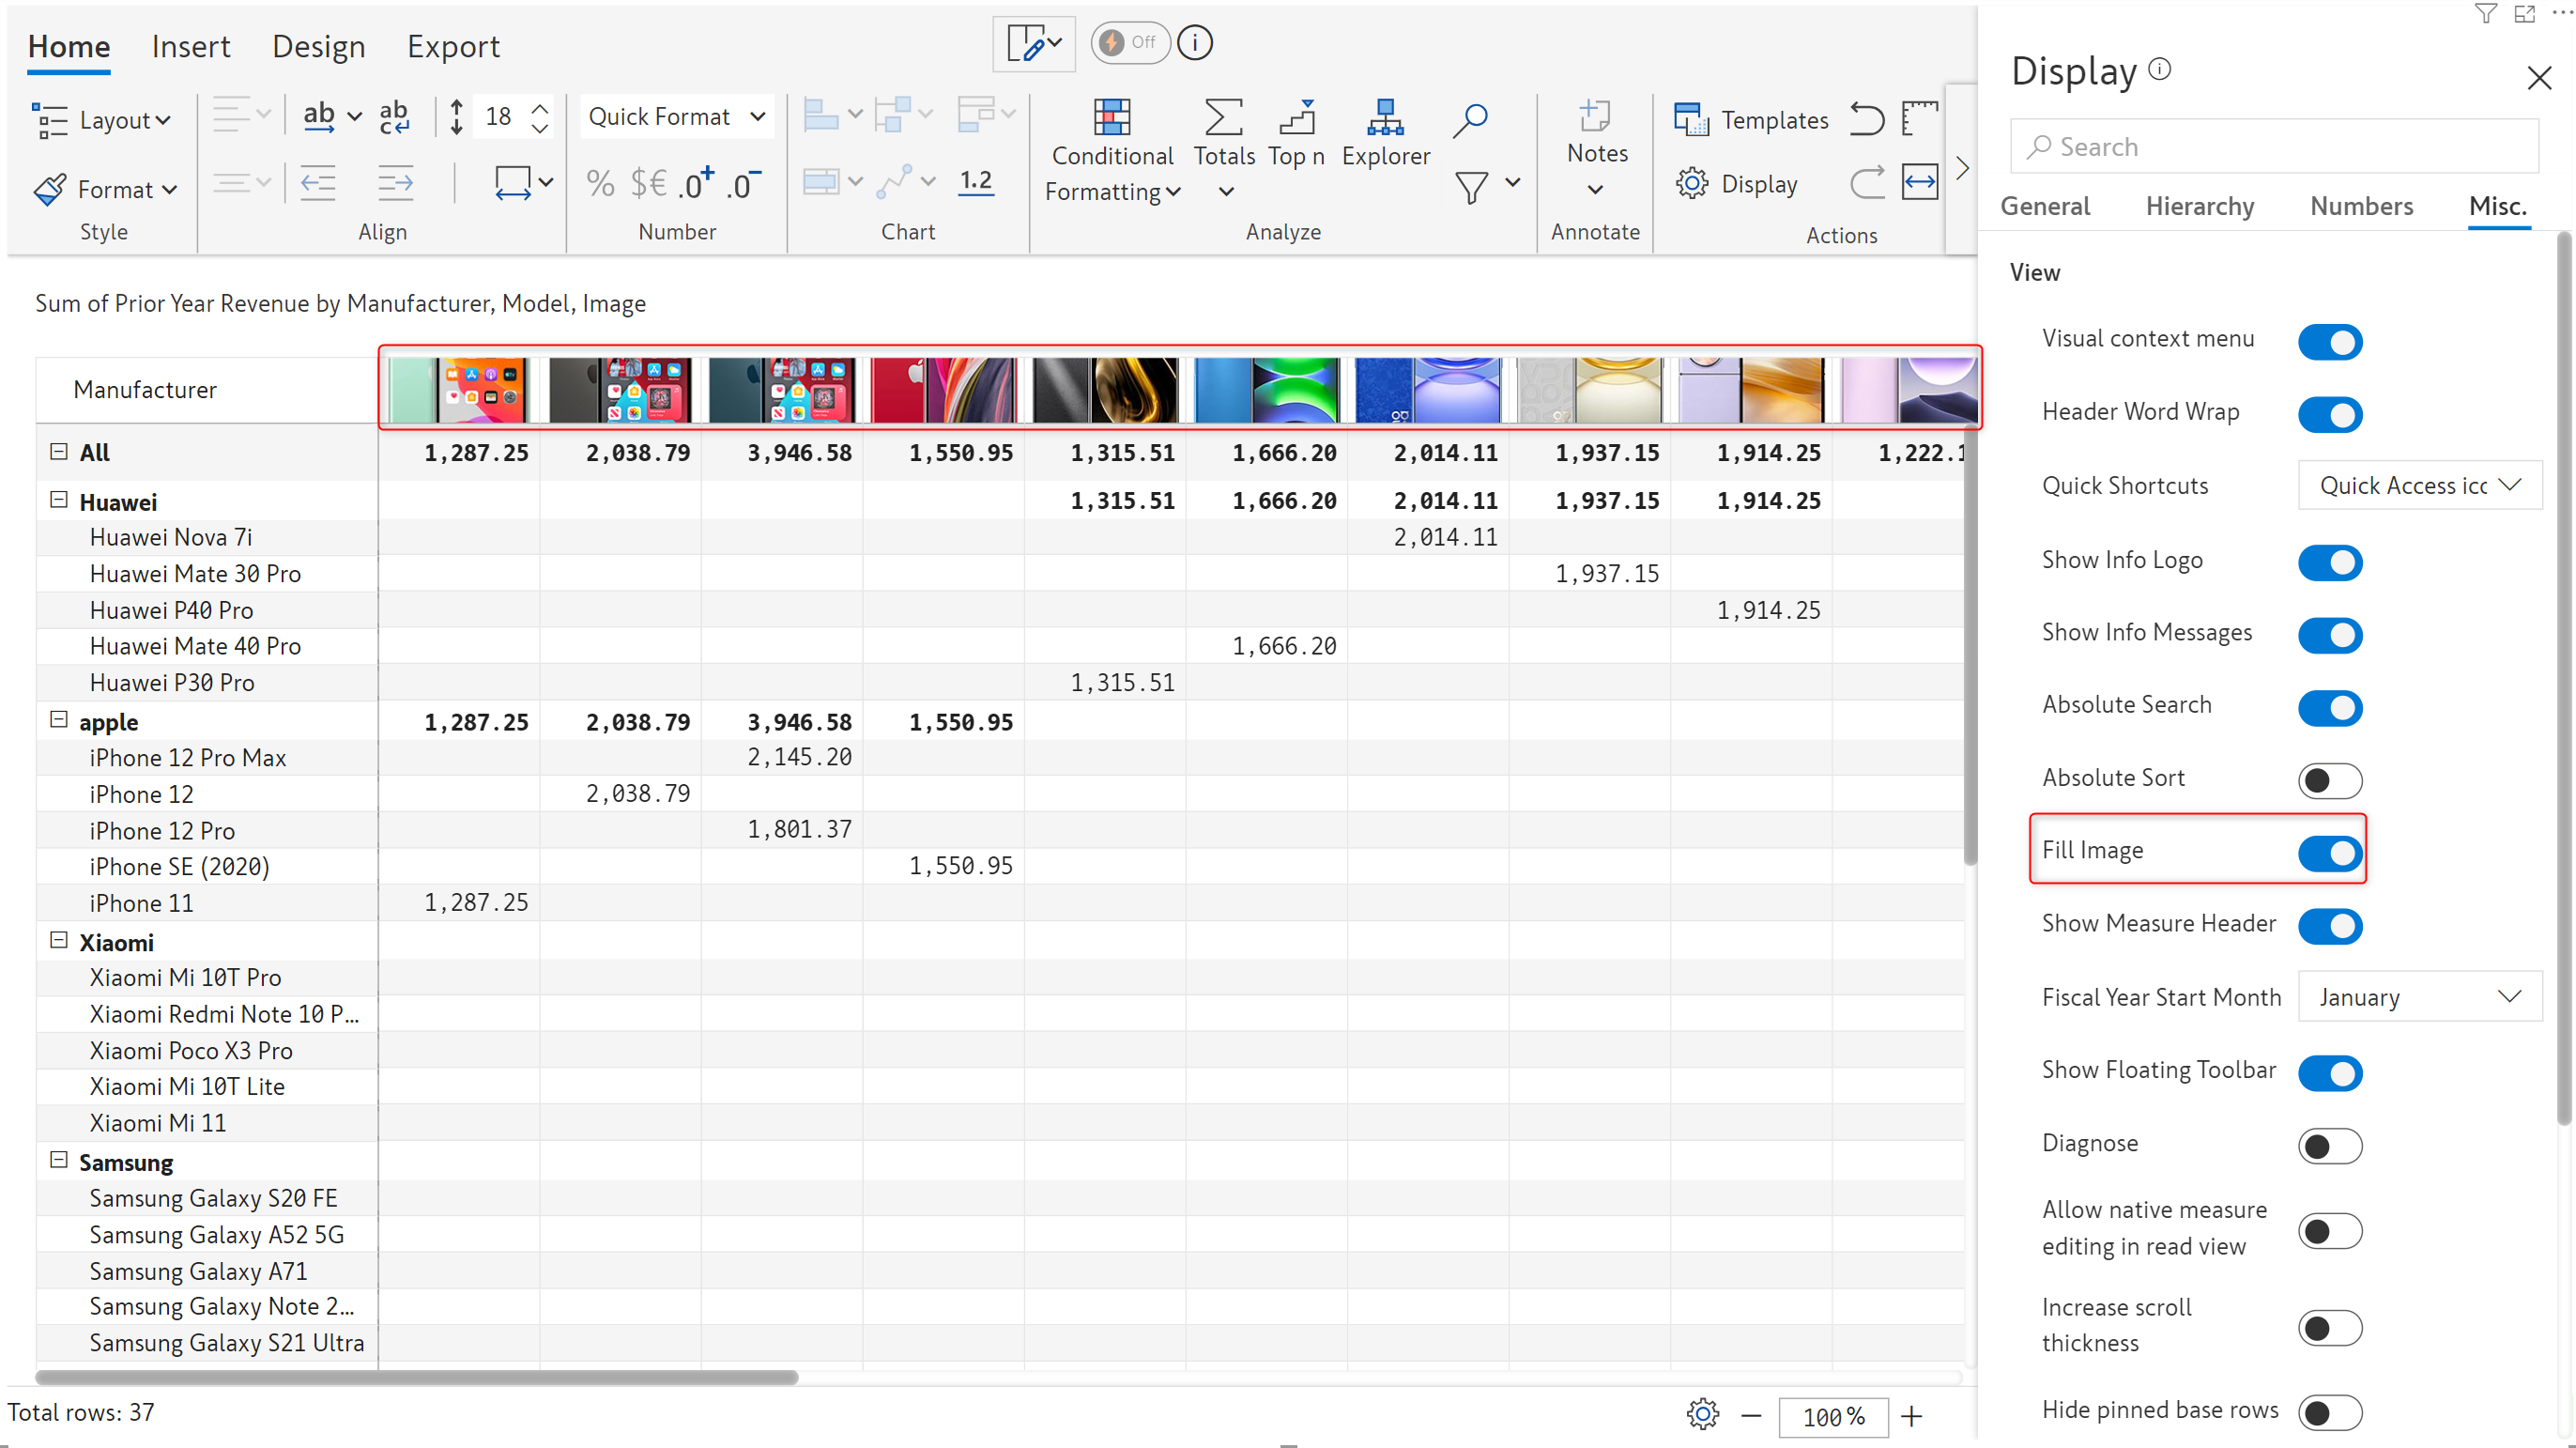 Home Insert Design Export Off
Layout ab ab c 18 Quick Format Conditional Formatting Totals Top n Explorer Notes Templates
Format % $€ .0+ .0- 1.2 Display
Style Align Number Chart Analyze Annotate Actions
Sum of Prior Year Revenue by Manufacturer, Model, Image
Manufacturer
All 1,287.25 2,038.79 3,946.58 1,550.95 1,315.51 1,666.20 2,014.11 1,937.15 1,914.25 1,222.1
Huawei 1,315.51 1,666.20 2,014.11 1,937.15 1,914.25
Huawei Nova 7i 2,014.11
Huawei Mate 30 Pro 1,937.15
Huawei P40 Pro 1,914.25
Huawei Mate 40 Pro 1,666.20
Huawei P30 Pro 1,315.51
apple 1,287.25 2,038.79 3,946.58 1,550.95
iPhone 12 Pro Max 2,145.20
iPhone 12 2,038.79
iPhone 12 Pro 1,801.37
iPhone SE (2020) 1,550.95
iPhone 11 1,287.25
Xiaomi
Xiaomi Mi 10T Pro
Xiaomi Redmi Note 10 P...
Xiaomi Poco X3 Pro
Xiaomi Mi 10T Lite
Xiaomi Mi 11
Samsung
Samsung Galaxy S20 FE
Samsung Galaxy A52 5G
Samsung Galaxy A71
Samsung Galaxy Note 2...
Samsung Galaxy S21 Ultra
Total rows: 37
100%
Display
Search
General Hierarchy Numbers Misc.
View
Visual context menu
Header Word Wrap
Quick Shortcuts Quick Access icc
Show Info Logo
Show Info Messages
Absolute Search
Absolute Sort
Fill Image
Show Measure Header
Fiscal Year Start Month January
Show Floating Toolbar
Diagnose
Allow native measure
editing in read view
Increase scroll
thickness
Hide pinned base rows